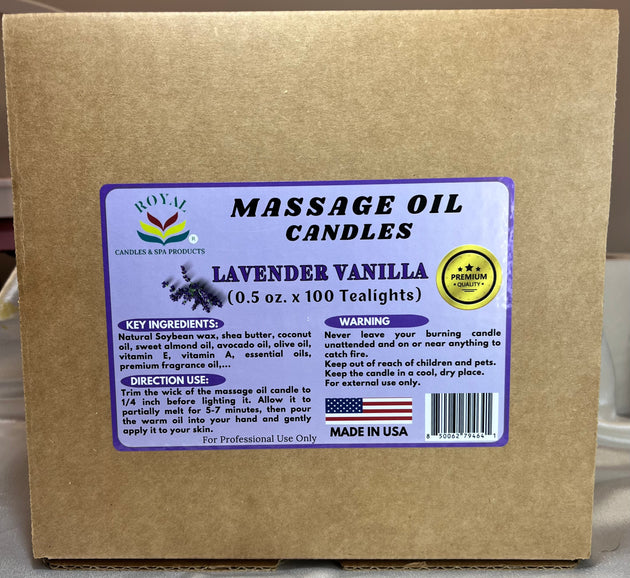 ROYAL
®
CANDLES & SPA PRODUCTS
MASSAGE OIL
CANDLES
LAVENDER VANILLA
(0.5 oz. x 100 Tealights)
PREMIUM
QUALITY
KEY INGREDIENTS:
Natural Soybean wax, shea butter, coconut
oil, sweet almond oil, avocado oil, olive oil,
vitamin E, vitamin A, essential oils,
premium fragrance oil,...
DIRECTION USE:
Trim the wick of the massage oil candle to
1/4 inch before lighting it. Allow it to
partially melt for 5-7 minutes, then pour
the warm oil into your hand and gently
apply it to your skin.
For Professional Use Only
WARNING
Never leave your burning candle
unattended and on or near anything to
catch fire.
Keep out of reach of children and pets.
Keep the candle in a cool, dry place.
For external use only.
MADE IN USA
8 50062 79464 1